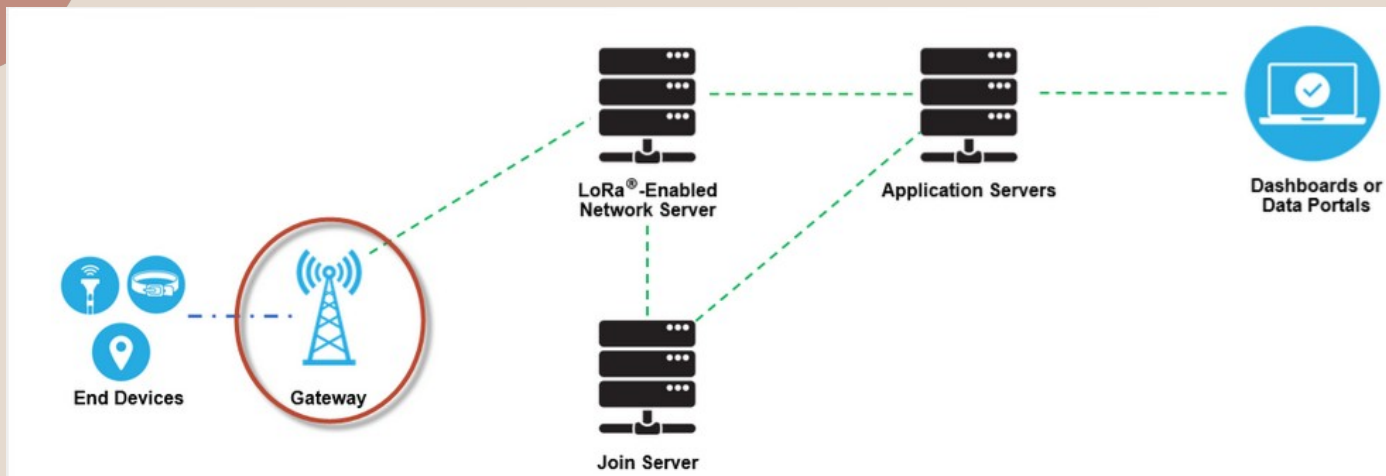 LoRa®-Enabled
Network Server
Application Servers
Dashboards or
Data Portals
End Devices
Gateway
Join Server